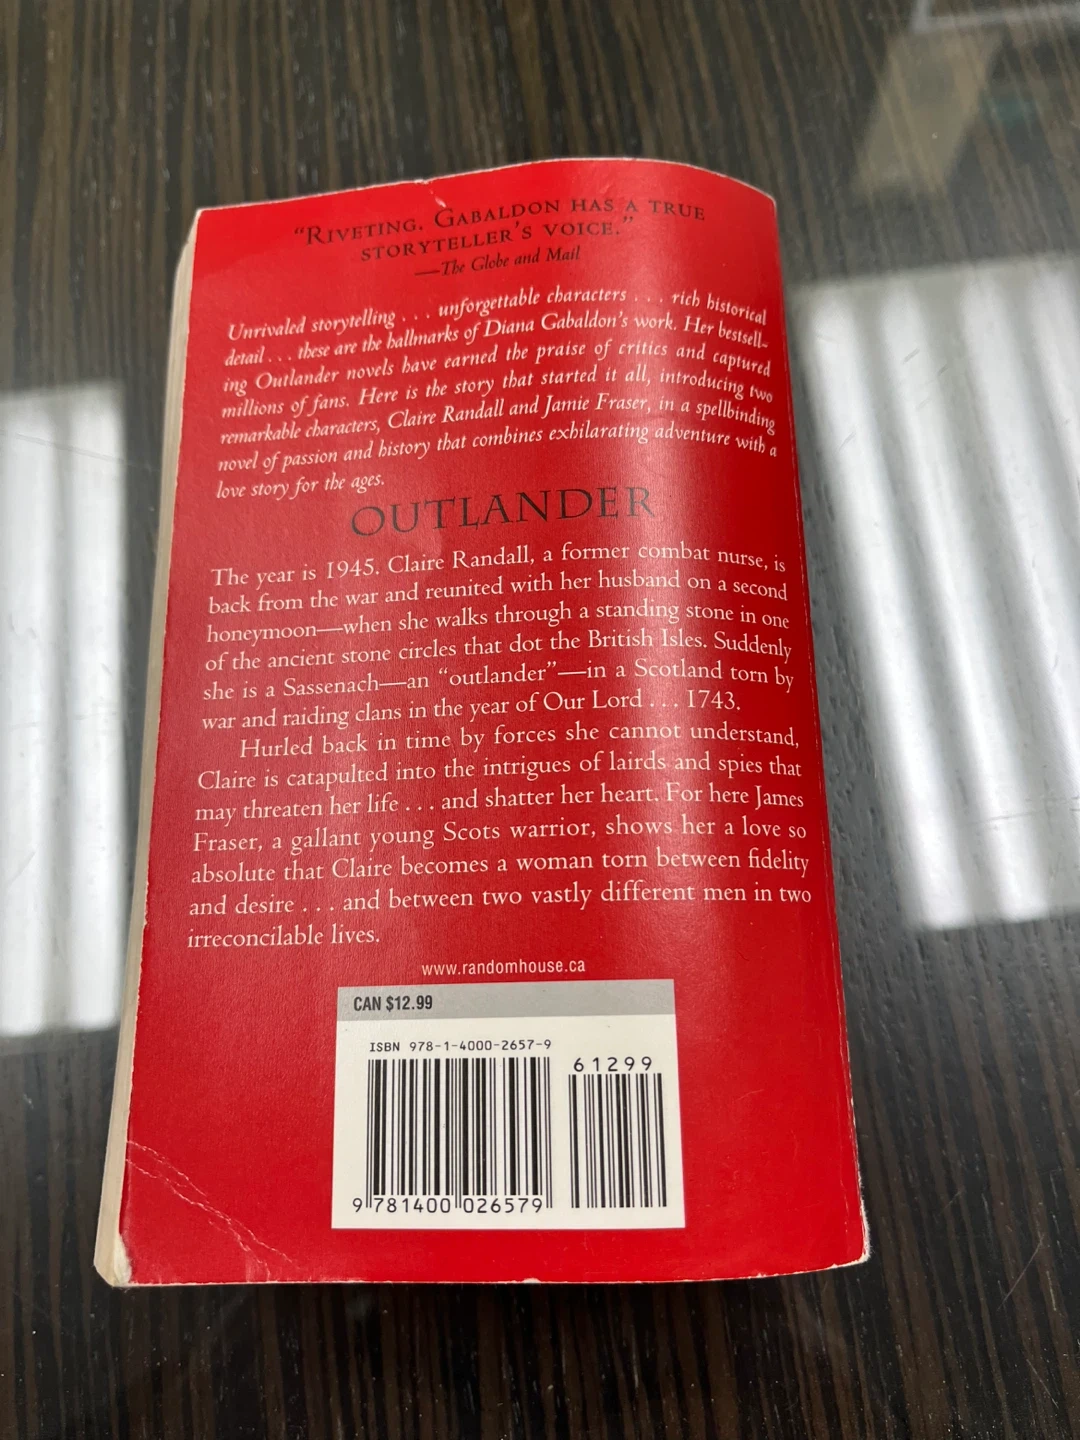 “RIVETING. GABALDON HAS A TRUE
STORYTELLER’S VOICE.”
—The Globe and Mail
Unrivaled storytelling . . . unforgettable characters . . . rich historical
detail . . . these are the hallmarks of Diana Gabaldon’s work. Her bestsell-
ing Outlander novels have earned the praise of critics and captured
millions of fans. Here is the story that started it all, introducing two
remarkable characters, Claire Randall and Jamie Fraser, in a spellbinding
novel of passion and history that combines exhilarating adventure with a
love story for the ages.
OUTLANDER
The year is 1945. Claire Randall, a former combat nurse, is
back from the war and reunited with her husband on a second
honeymoon—when she walks through a standing stone in one
of the ancient stone circles that dot the British Isles. Suddenly
she is a Sassenach—an “outlander”—in a Scotland torn by
war and raiding clans in the year of Our Lord . . . 1743.
Hurled back in time by forces she cannot understand,
Claire is catapulted into the intrigues of lairds and spies that
may threaten her life . . . and shatter her heart. For here James
Fraser, a gallant young Scots warrior, shows her a love so
absolute that Claire becomes a woman torn between fidelity
and desire . . . and between two vastly different men in two
irreconcilable lives.
www.randomhouse.ca
CAN $12.99
ISBN 978-1-4000-2657-9
61299
9 781400 026579